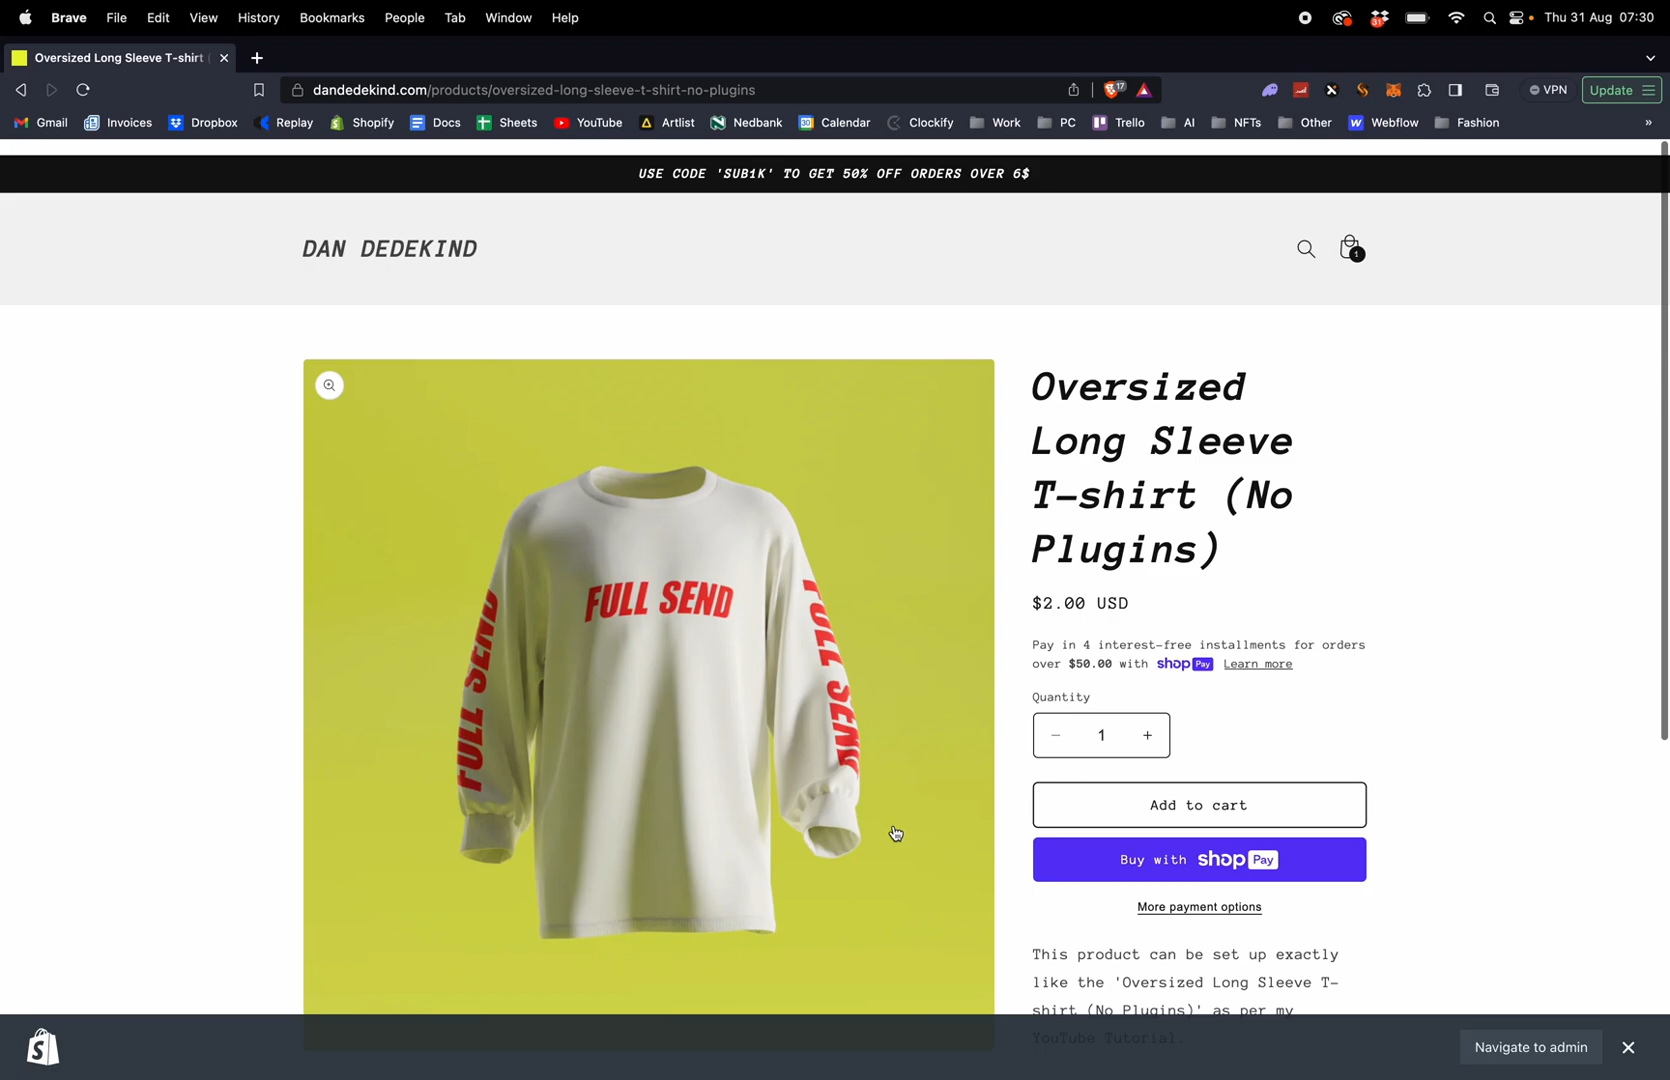 Brave File Edit View History Bookmarks People Tab Window Help 31 Thu 31 Aug 07:30
Oversized Long Sleeve T-shirt
dandedekind.com/products/oversized-long-sleeve-t-shirt-no-plugins 17 VPN Update
Gmail Invoices Dropbox Replay Shopify Docs Sheets YouTube Artlist Nedbank Calendar Clockify Work PC Trello AI NFTs Other Webflow Fashion »
USE CODE 'SUB1K' TO GET 50% OFF ORDERS OVER 6$
DAN DEDEKIND
1
Oversized
Long Sleeve
T-shirt (No
Plugins)
$2.00 USD
Pay in 4 interest-free installments for orders
over $50.00 with shop Pay Learn more
Quantity
− 1 +
Add to cart
Buy with shop Pay
More payment options
This product can be set up exactly
like the 'Oversized Long Sleeve T-
shirt (No Plugins)' as per my
YouTube Tutorial.
FULL SEND
FULL SEND
FULL SEND
Navigate to admin